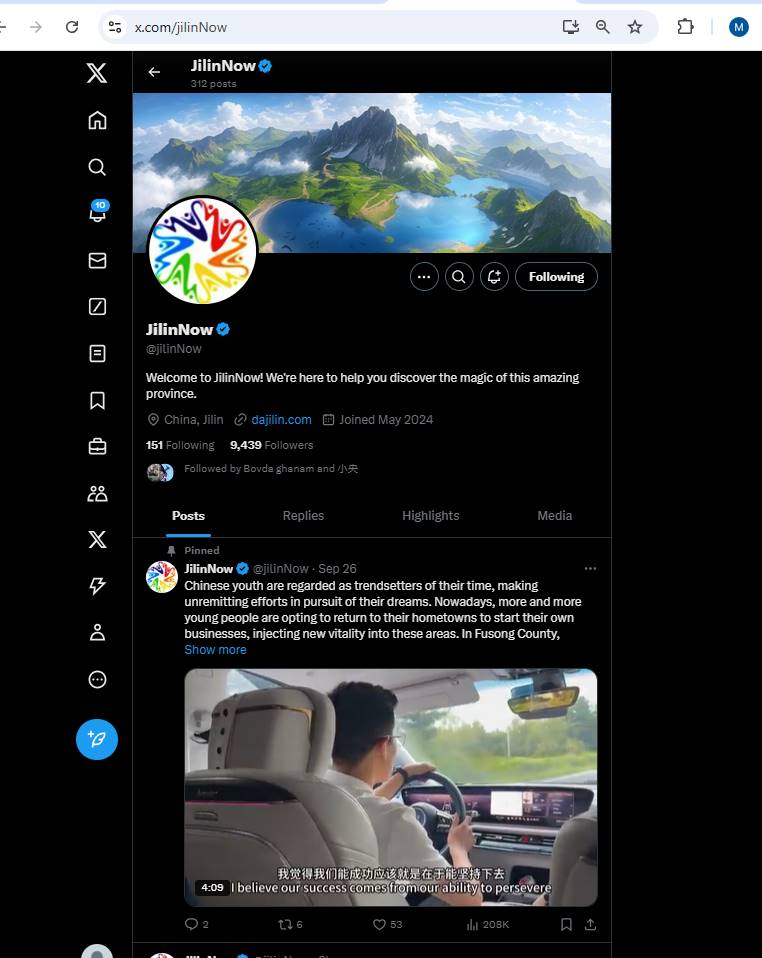 x.com/jilinNow
M
JilinNow
312 posts
10
Following
JilinNow
@jilinNow
Welcome to JilinNow! We're here to help you discover the magic of this amazing
province.
China, Jilin dajilin.com Joined May 2024
151 Following 9,439 Followers
Followed by Bovda ghanam and 小央
Posts Replies Highlights Media
Pinned
JilinNow @jilinNow · Sep 26
Chinese youth are regarded as trendsetters of their time, making
unremitting efforts in pursuit of their dreams. Nowadays, more and more
young people are opting to return to their hometowns to start their own
businesses, injecting new vitality into these areas. In Fusong County,
Show more
我觉得我们能成功应该就是在于能坚持下去
4:09 I believe our success comes from our ability to persevere
2 6 53 208K